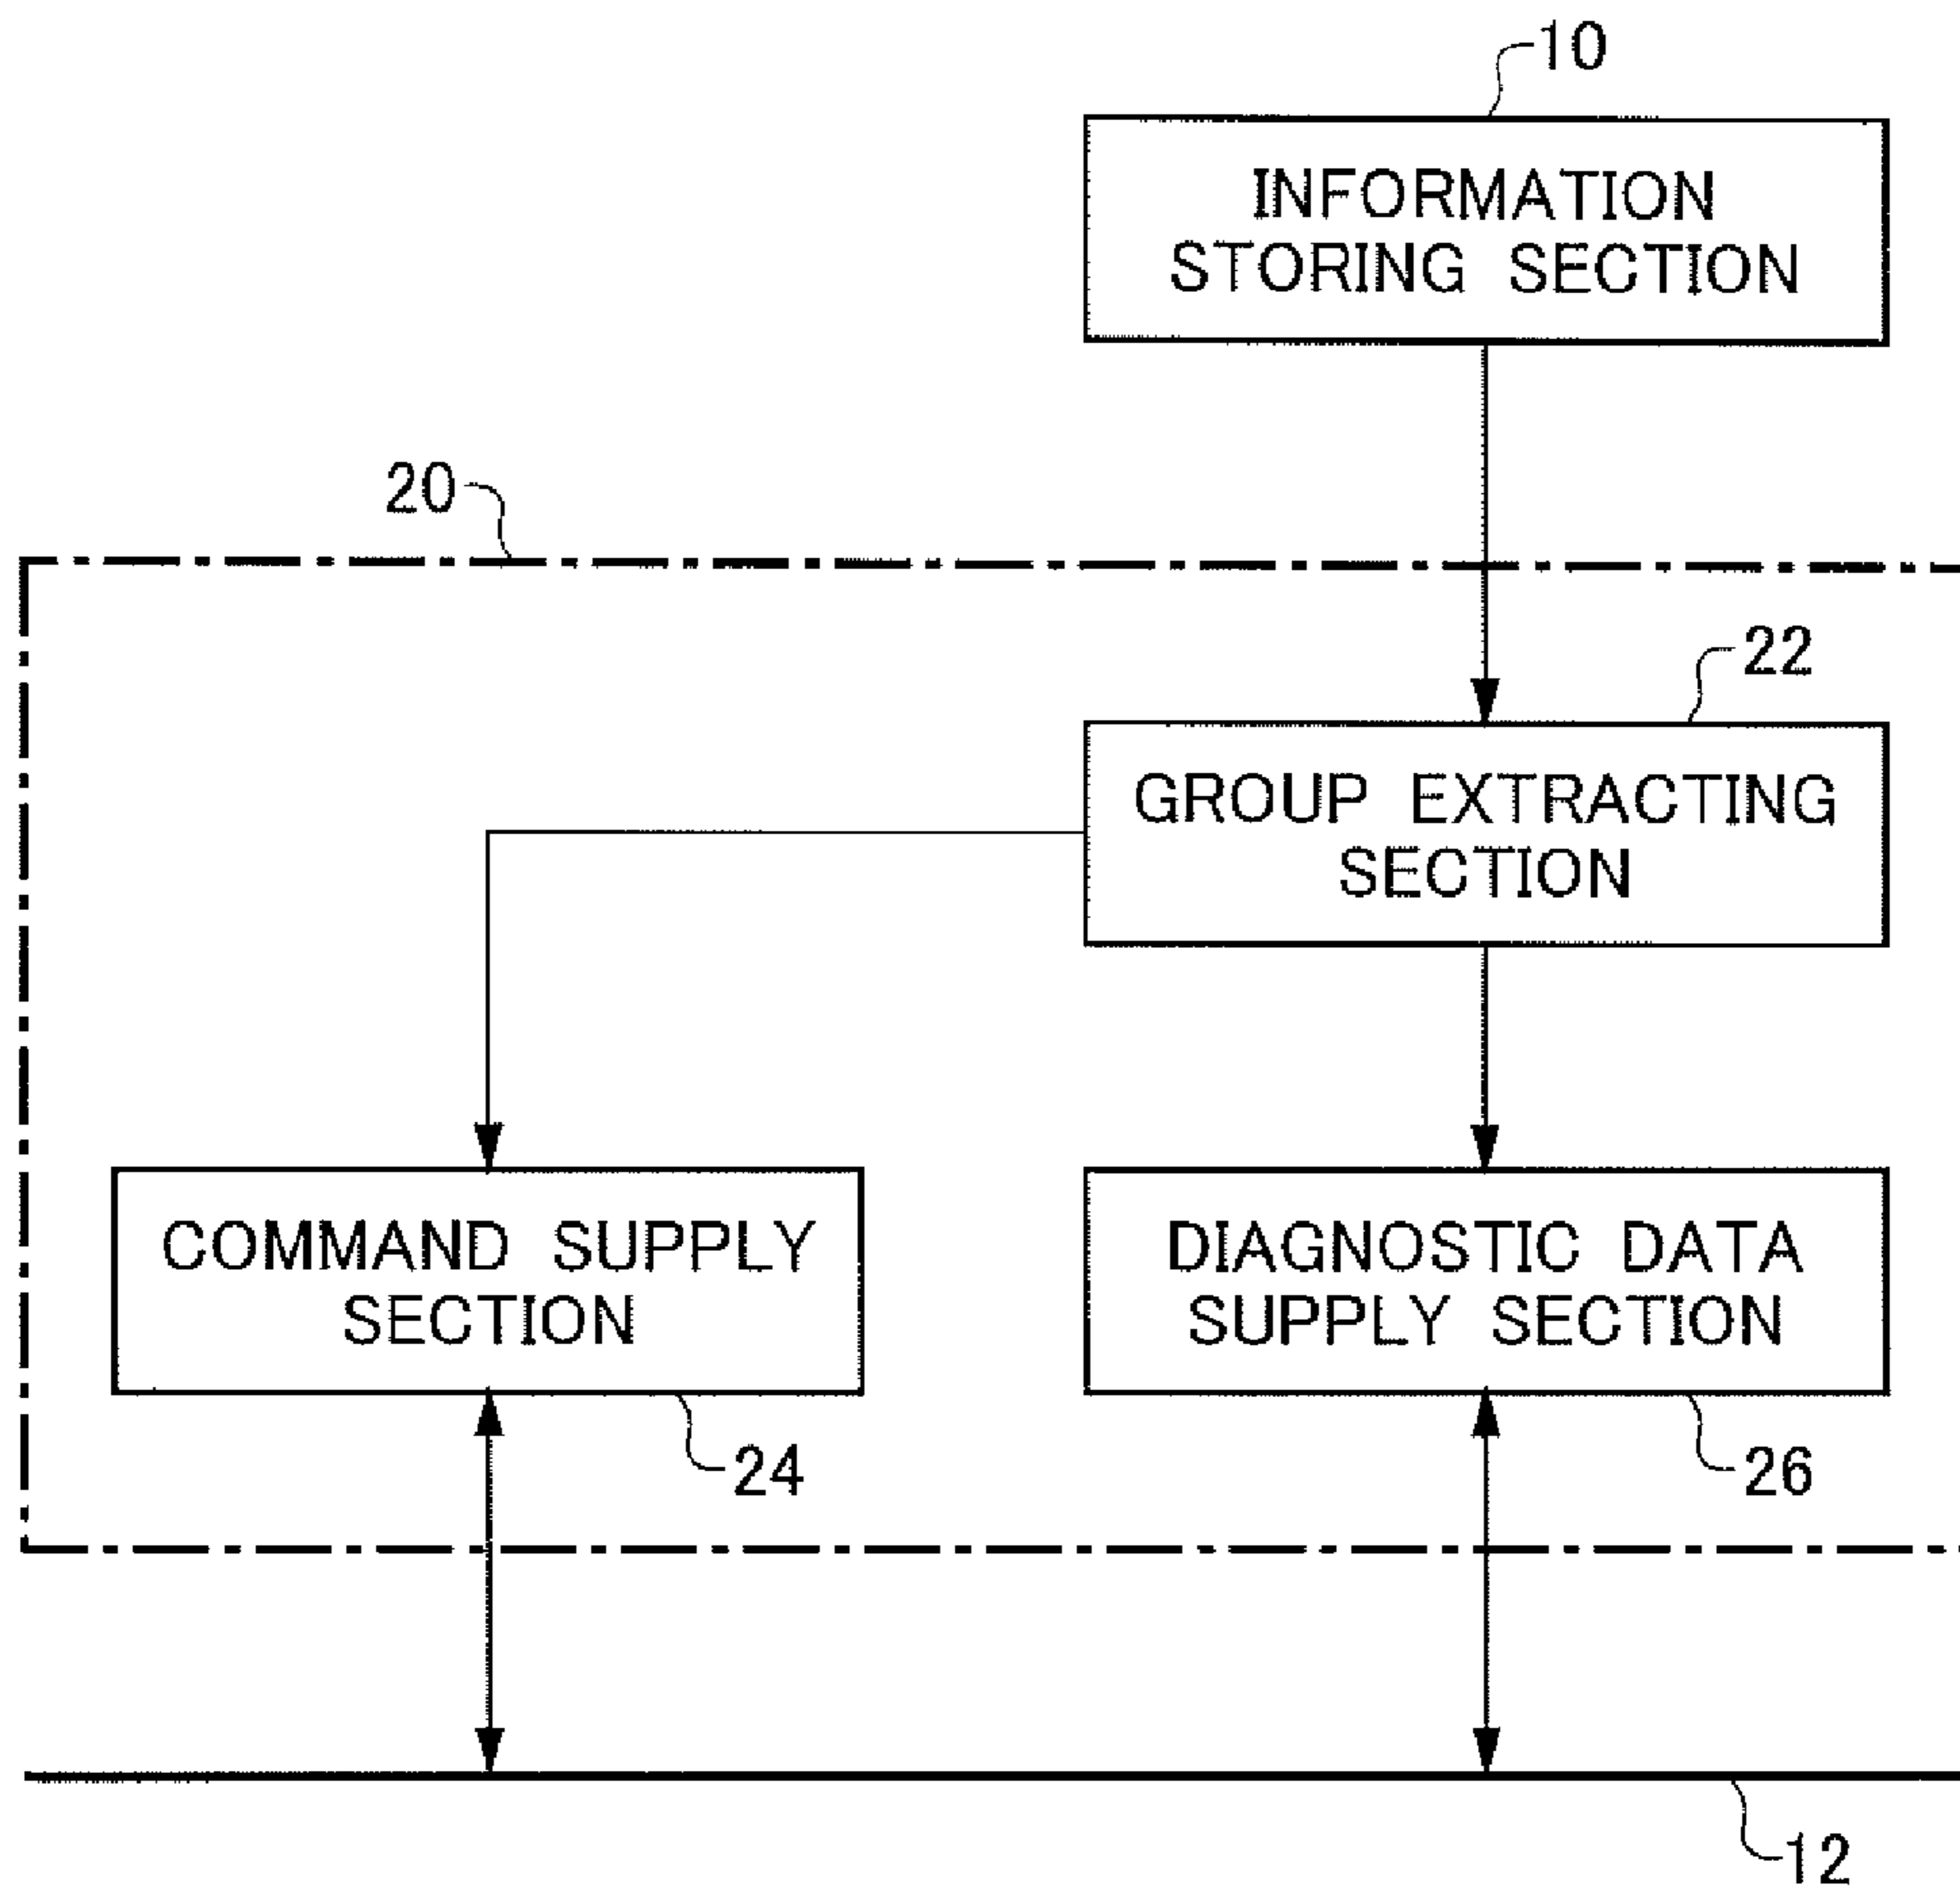 10
INFORMATION
STORING SECTION
20
22
GROUP EXTRACTING
SECTION
COMMAND SUPPLY
SECTION
DIAGNOSTIC DATA
SUPPLY SECTION
24
26
12